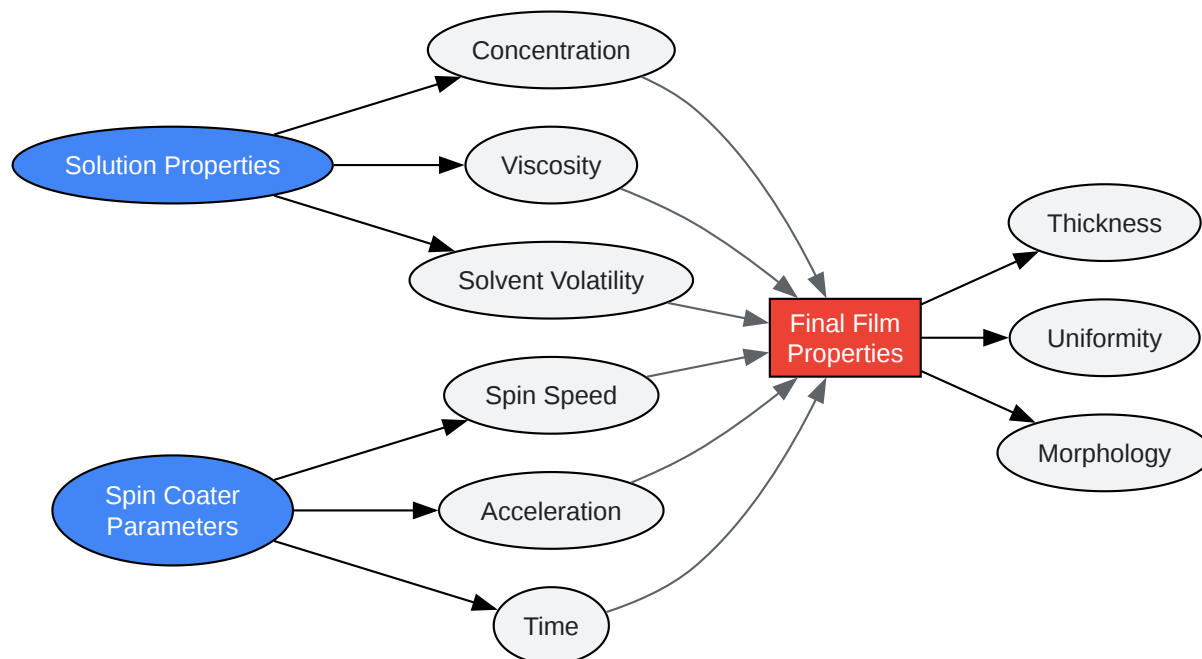 Concentration
Solution Properties
Viscosity
Solvent Volatility
Spin Speed
Spin Coater
Parameters
Acceleration
Time
Final Film
Properties
Thickness
Uniformity
Morphology